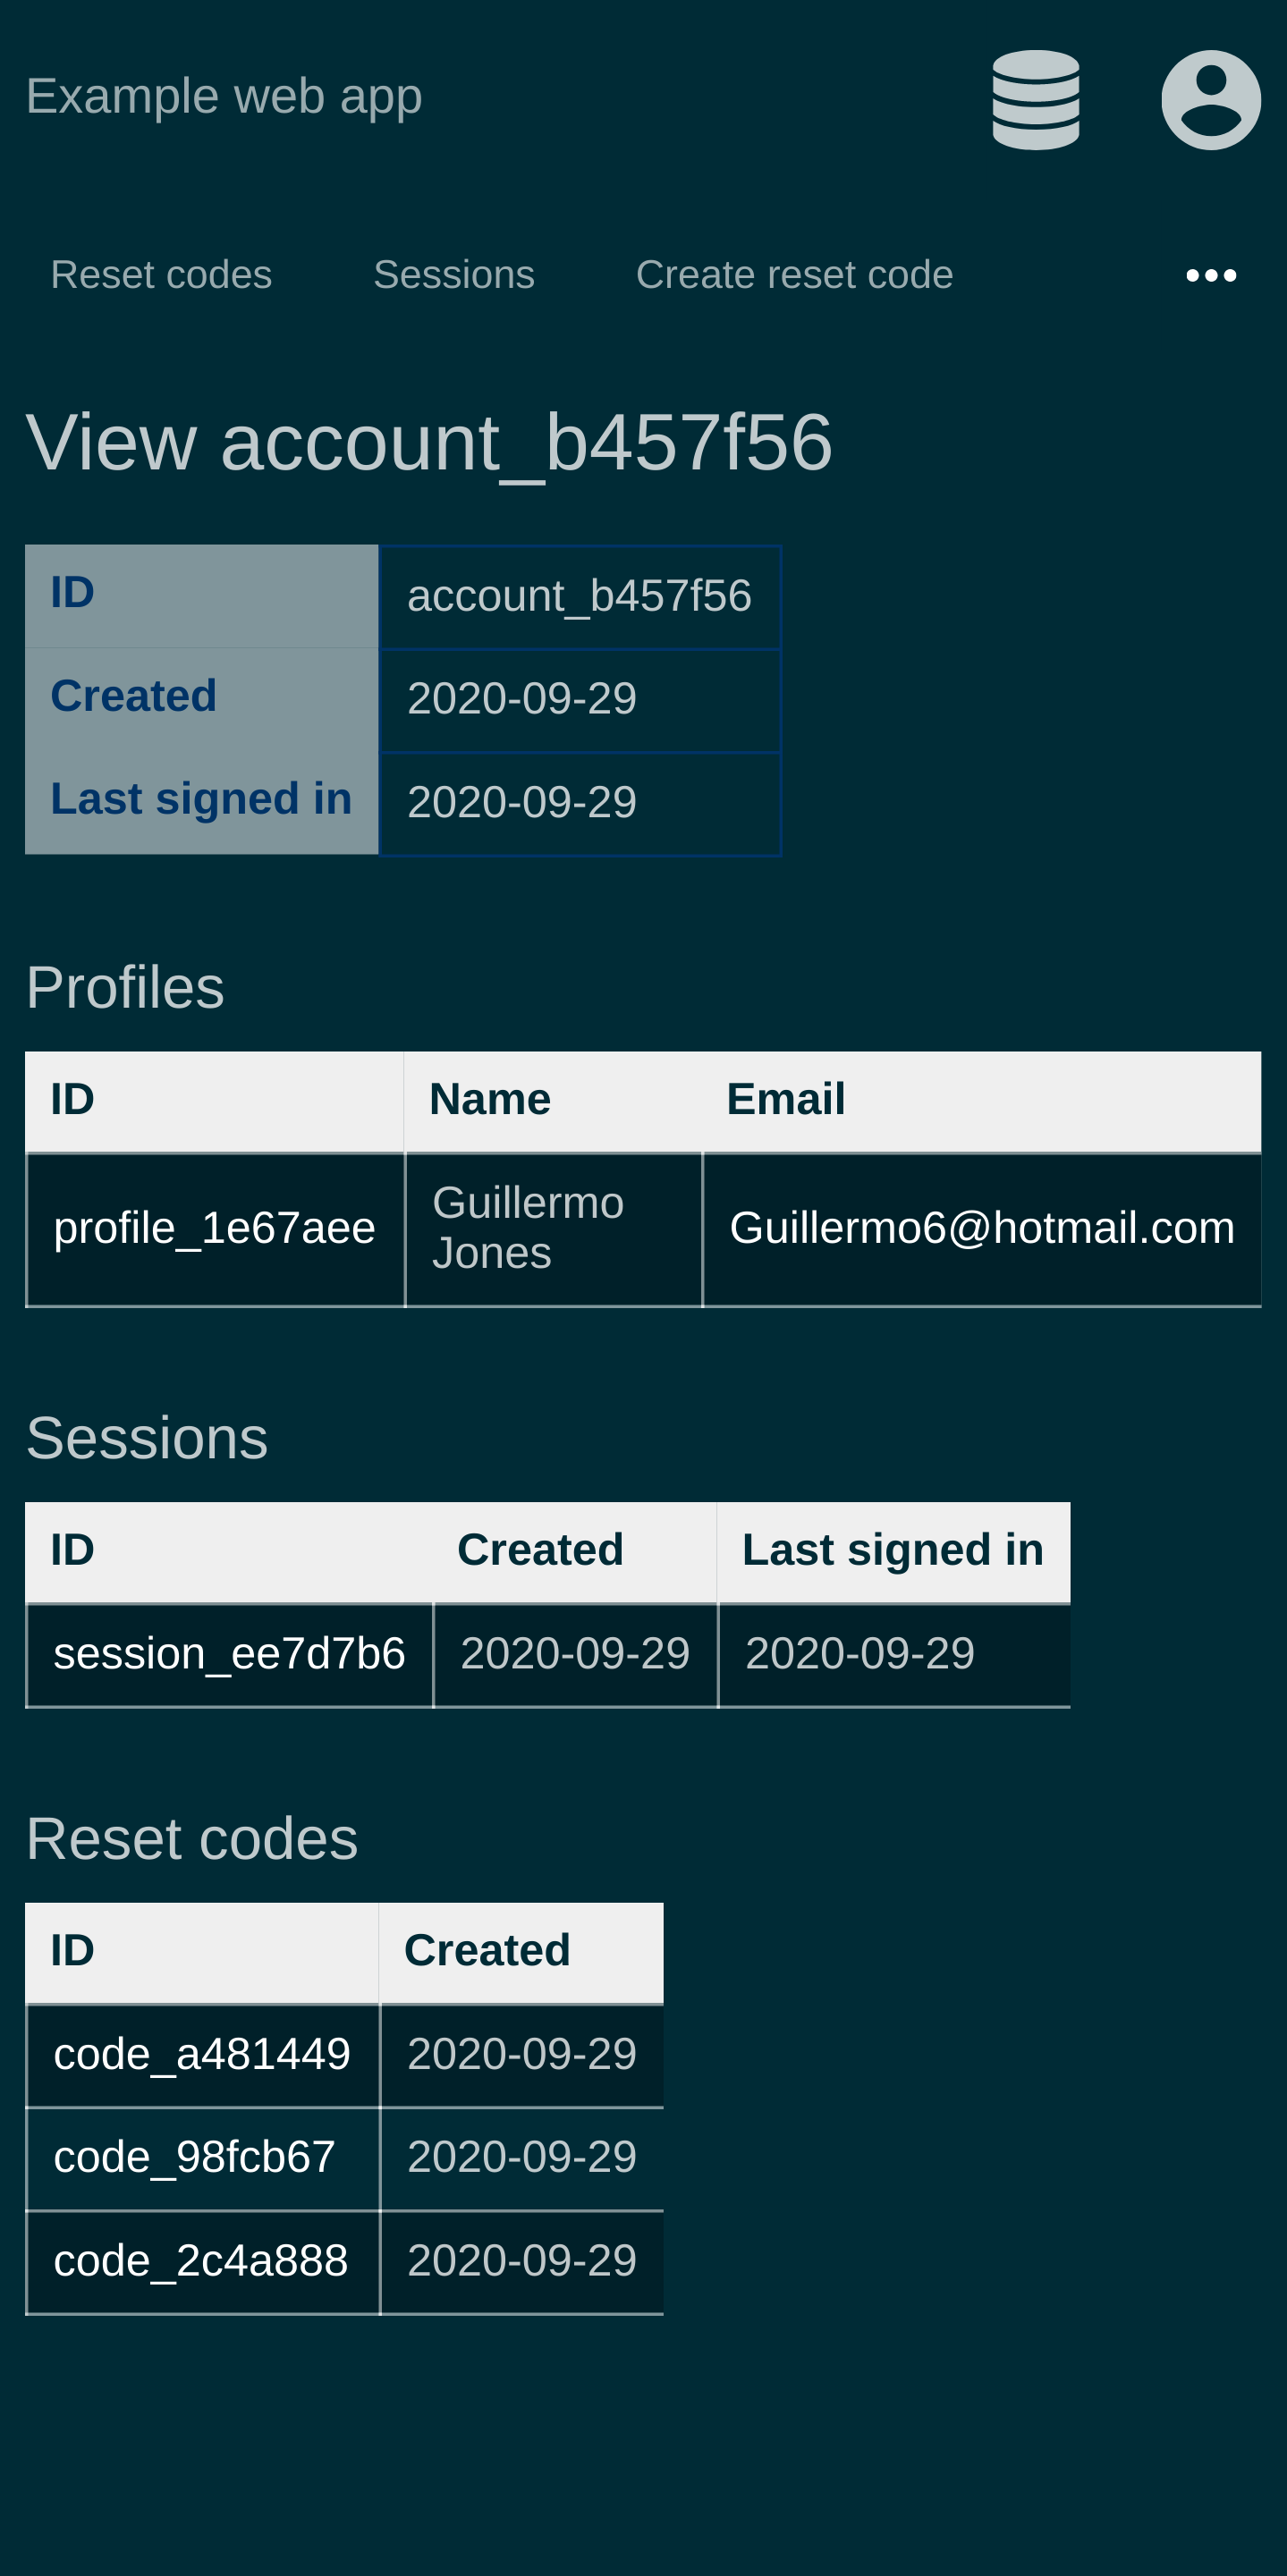 Example web app
Reset codes Sessions Create reset code
View account_b457f56
ID account_b457f56
Created 2020-09-29
Last signed in 2020-09-29
Profiles
ID Name Email
profile_1e67aee Guillermo Jones Guillermo6@hotmail.com
Sessions
ID Created Last signed in
session_ee7d7b6 2020-09-29 2020-09-29
Reset codes
ID Created
code_a481449 2020-09-29
code_98fcb67 2020-09-29
code_2c4a888 2020-09-29